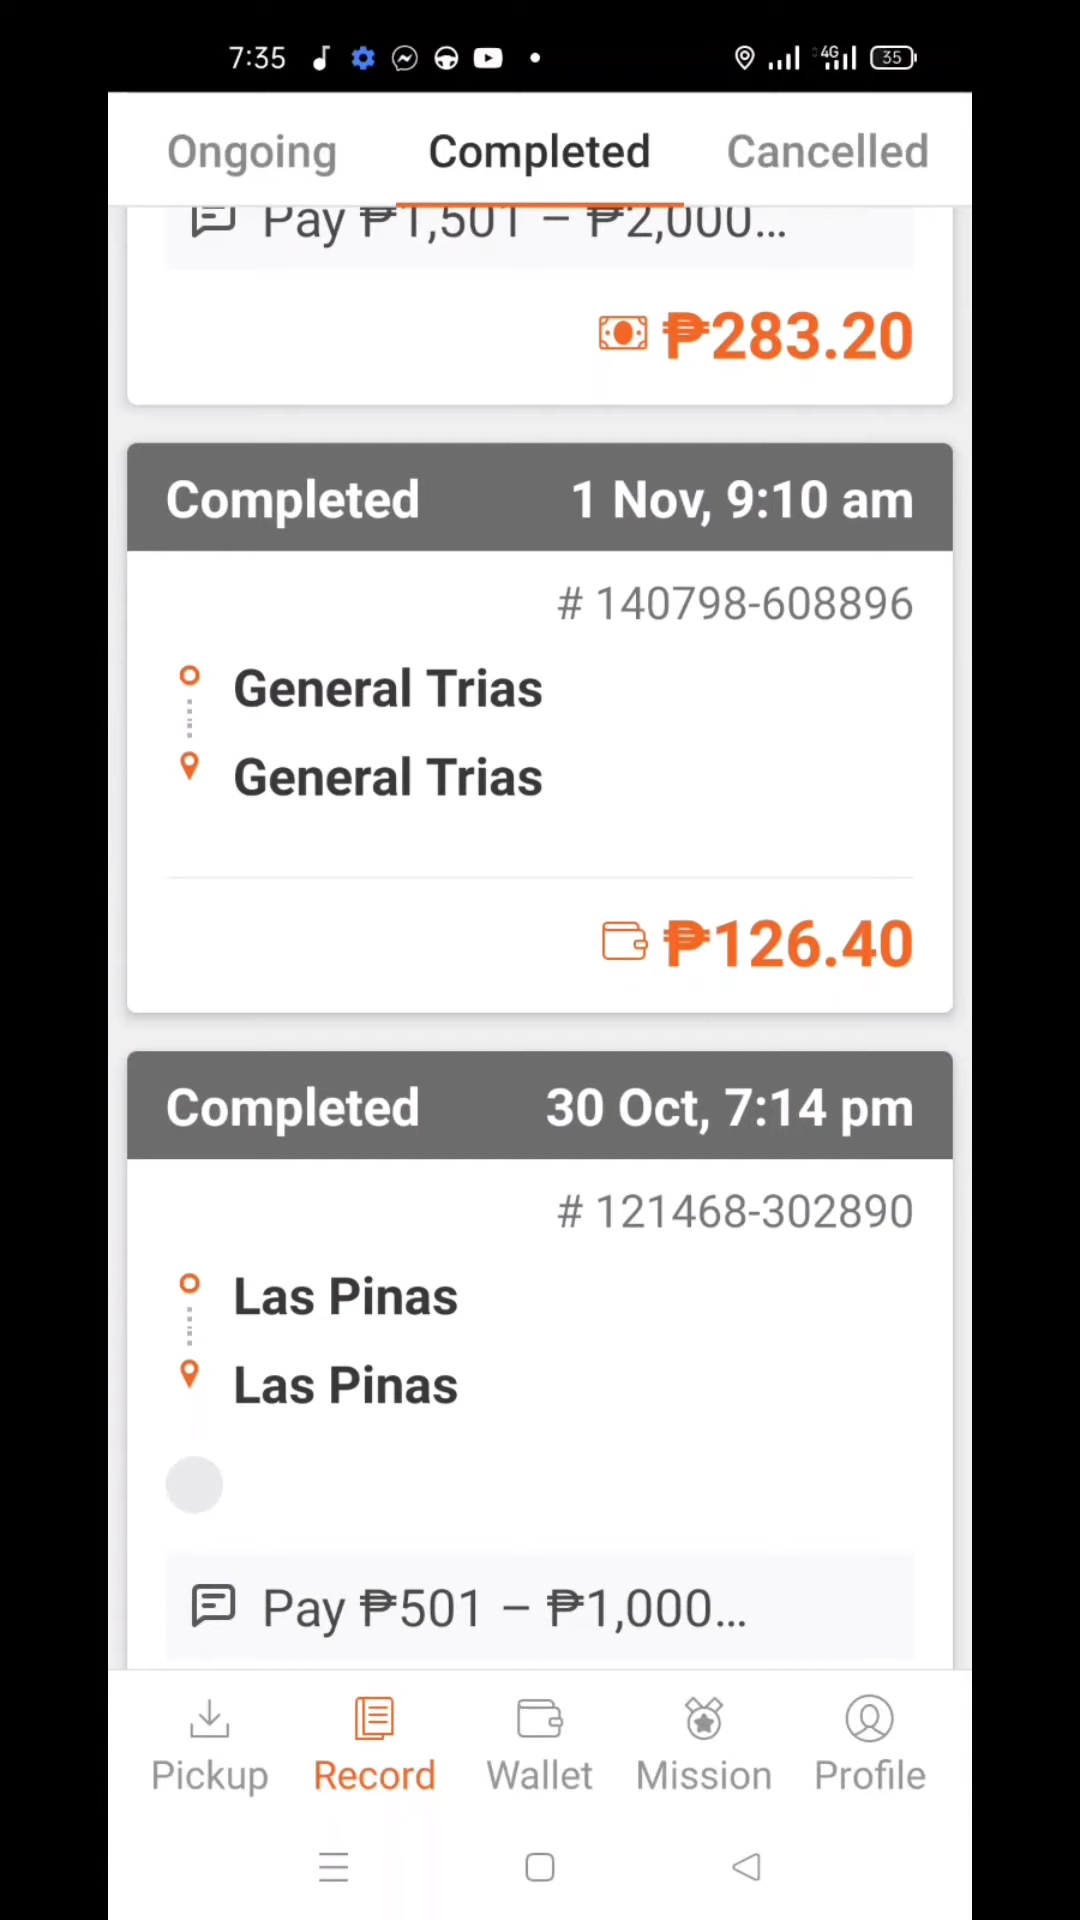 7:35 4G 35
Ongoing Completed Cancelled
Pay ₱1,501 – ₱2,000...
₱283.20
Completed 1 Nov, 9:10 am
# 140798-608896
General Trias
General Trias
₱126.40
Completed 30 Oct, 7:14 pm
# 121468-302890
Las Pinas
Las Pinas
Pay ₱501 – ₱1,000...
Pickup Record Wallet Mission Profile